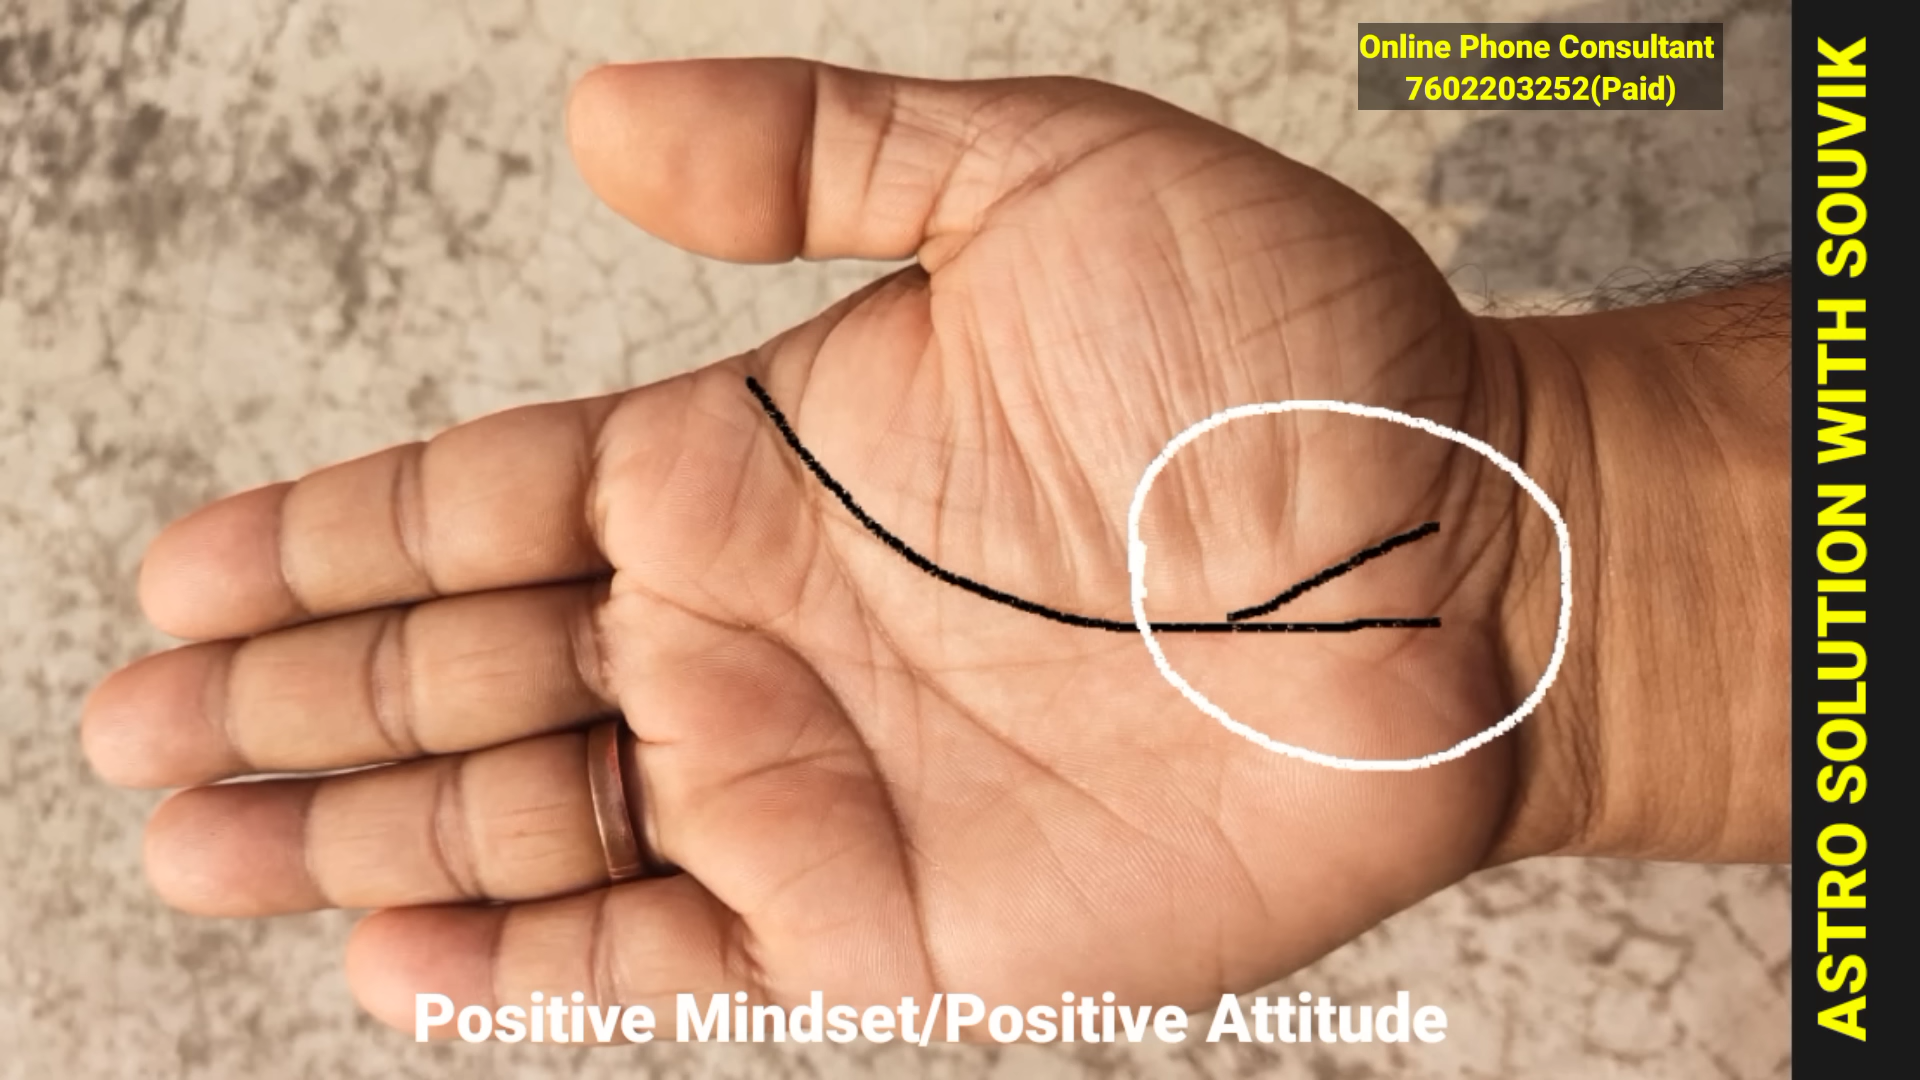 Online Phone Consultant
7602203252(Paid)
ASTRO SOLUTION WITH SOUVIK
Positive Mindset/Positive Attitude